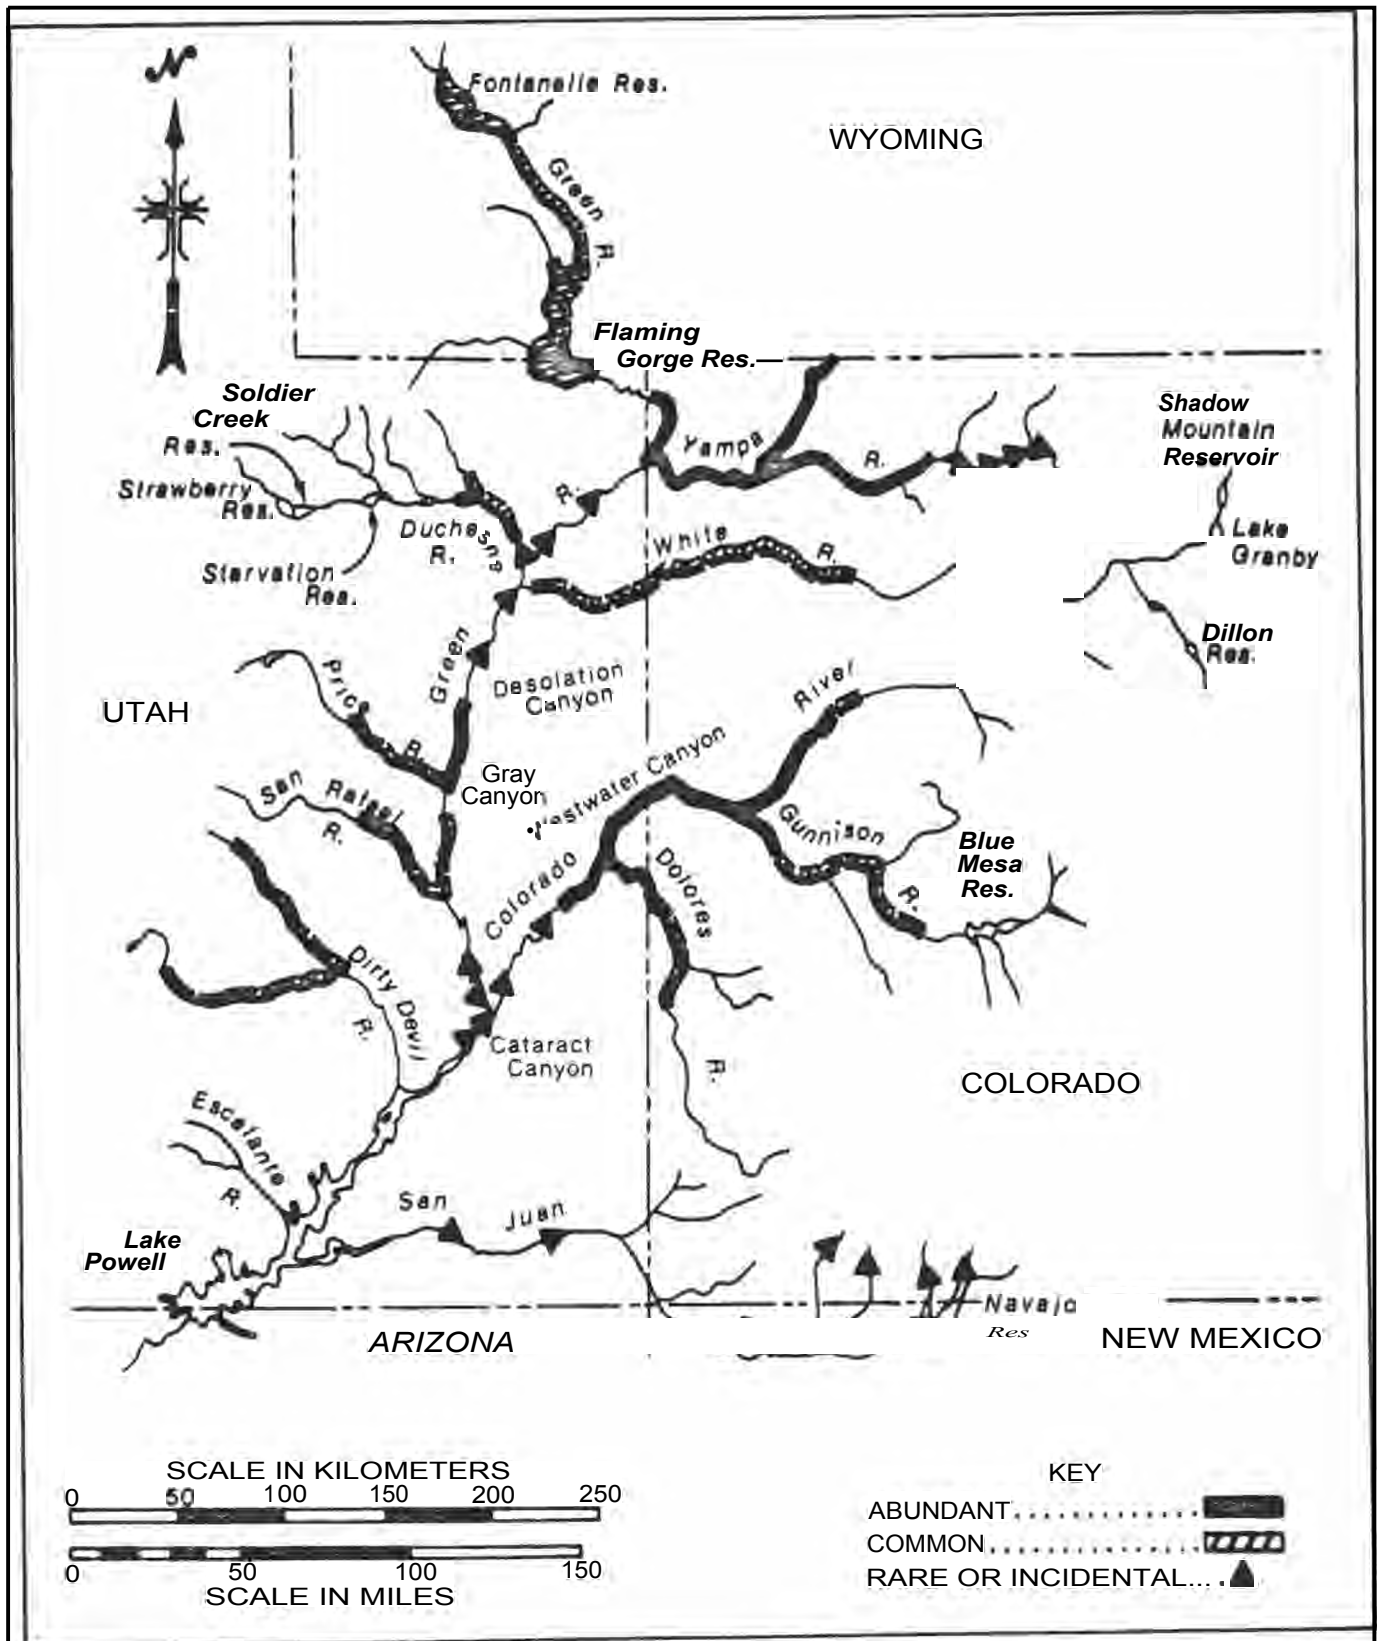 N
Fontanelle Res.
WYOMING
Green
R.
Flaming
Gorge Res.—
Soldier
Creek
Res.
Strawberry
Res.
Starvation
Res.
Duchesne
R.
R.
Yampa
R.
Shadow
Mountain
Reservoir
Lake
Granby
Dillon
Res.
White
R.
Green
Desolation
Canyon
UTAH
Price
R.
San
Rafael
R.
Gray
Canyon
Westwater Canyon
River
Gunnison
R.
Blue
Mesa
Res.
Colorado
Dolores
R.
Dirty Devil
R.
Cataract
Canyon
COLORADO
Escalante
R.
San
Juan
Lake
Powell
Navajo
Res
ARIZONA
NEW MEXICO
SCALE IN KILOMETERS
0 50 100 150 200 250
0 50 100 150
SCALE IN MILES
KEY
ABUNDANT..............
COMMON..............
RARE OR INCIDENTAL... .